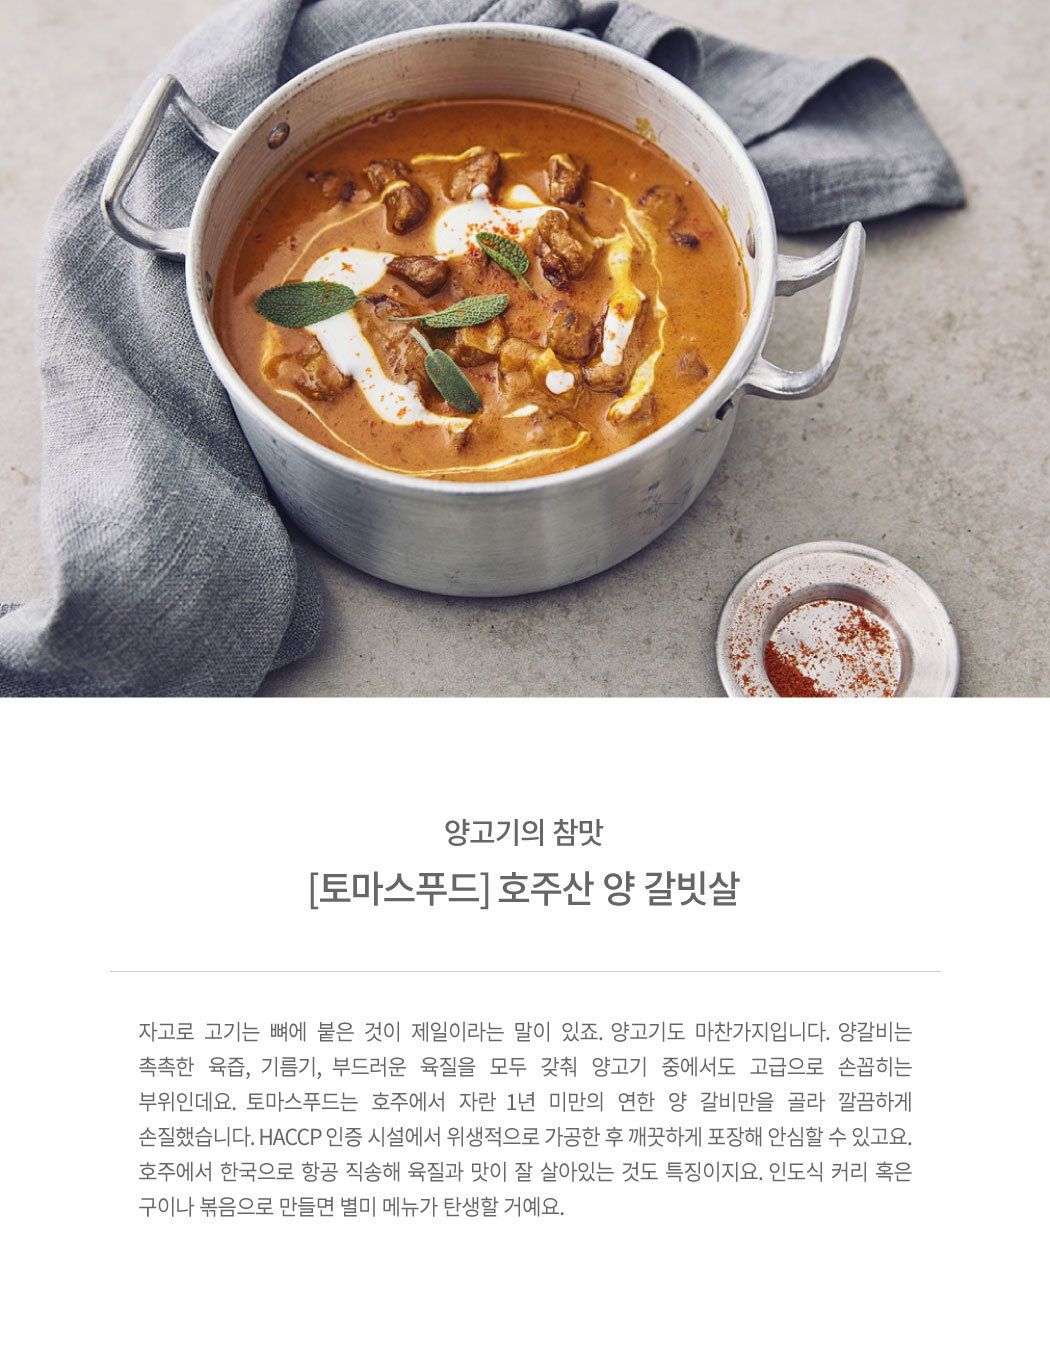 양고기의 참맛
[토마스푸드] 호주산 양 갈빗살
자고로 고기는 뼈에 붙은 것이 제일이라는 말이 있죠. 양고기도 마찬가지입니다. 양갈비는
촉촉한 육즙, 기름기, 부드러운 육질을 모두 갖춰 양고기 중에서도 고급으로 손꼽히는
부위인데요. 토마스푸드는 호주에서 자란 1년 미만의 연한 양 갈비만을 골라 깔끔하게
손질했습니다. HACCP 인증 시설에서 위생적으로 가공한 후 깨끗하게 포장해 안심할 수 있고요.
호주에서 한국으로 항공 직송해 육질과 맛이 잘 살아있는 것도 특징이지요. 인도식 커리 혹은
구이나 볶음으로 만들면 별미 메뉴가 탄생할 거예요.